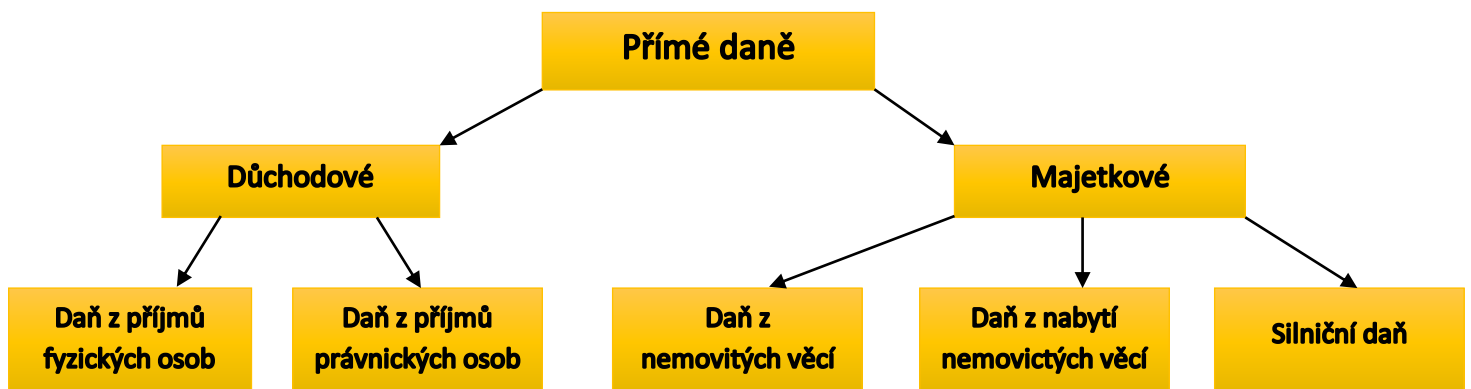 Přímé daně
Důchodové
Majetkové
Daň z příjmů
fyzických osob
Daň z příjmů
právnických osob
Daň z
nemovitých věcí
Daň z nabytí
nemovictých věcí
Silniční daň